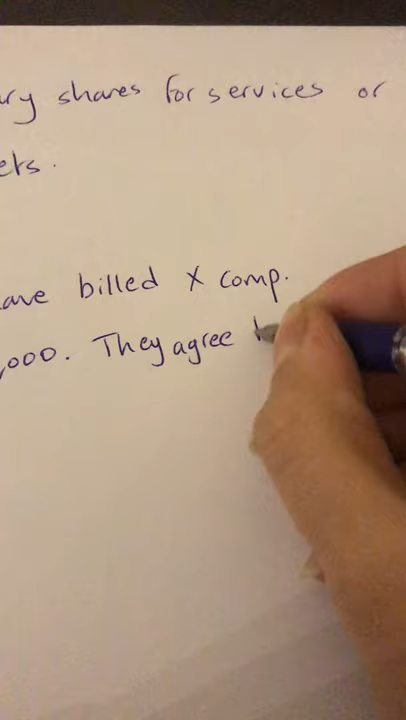 shares for services or
billed X comp.
,000. They agree